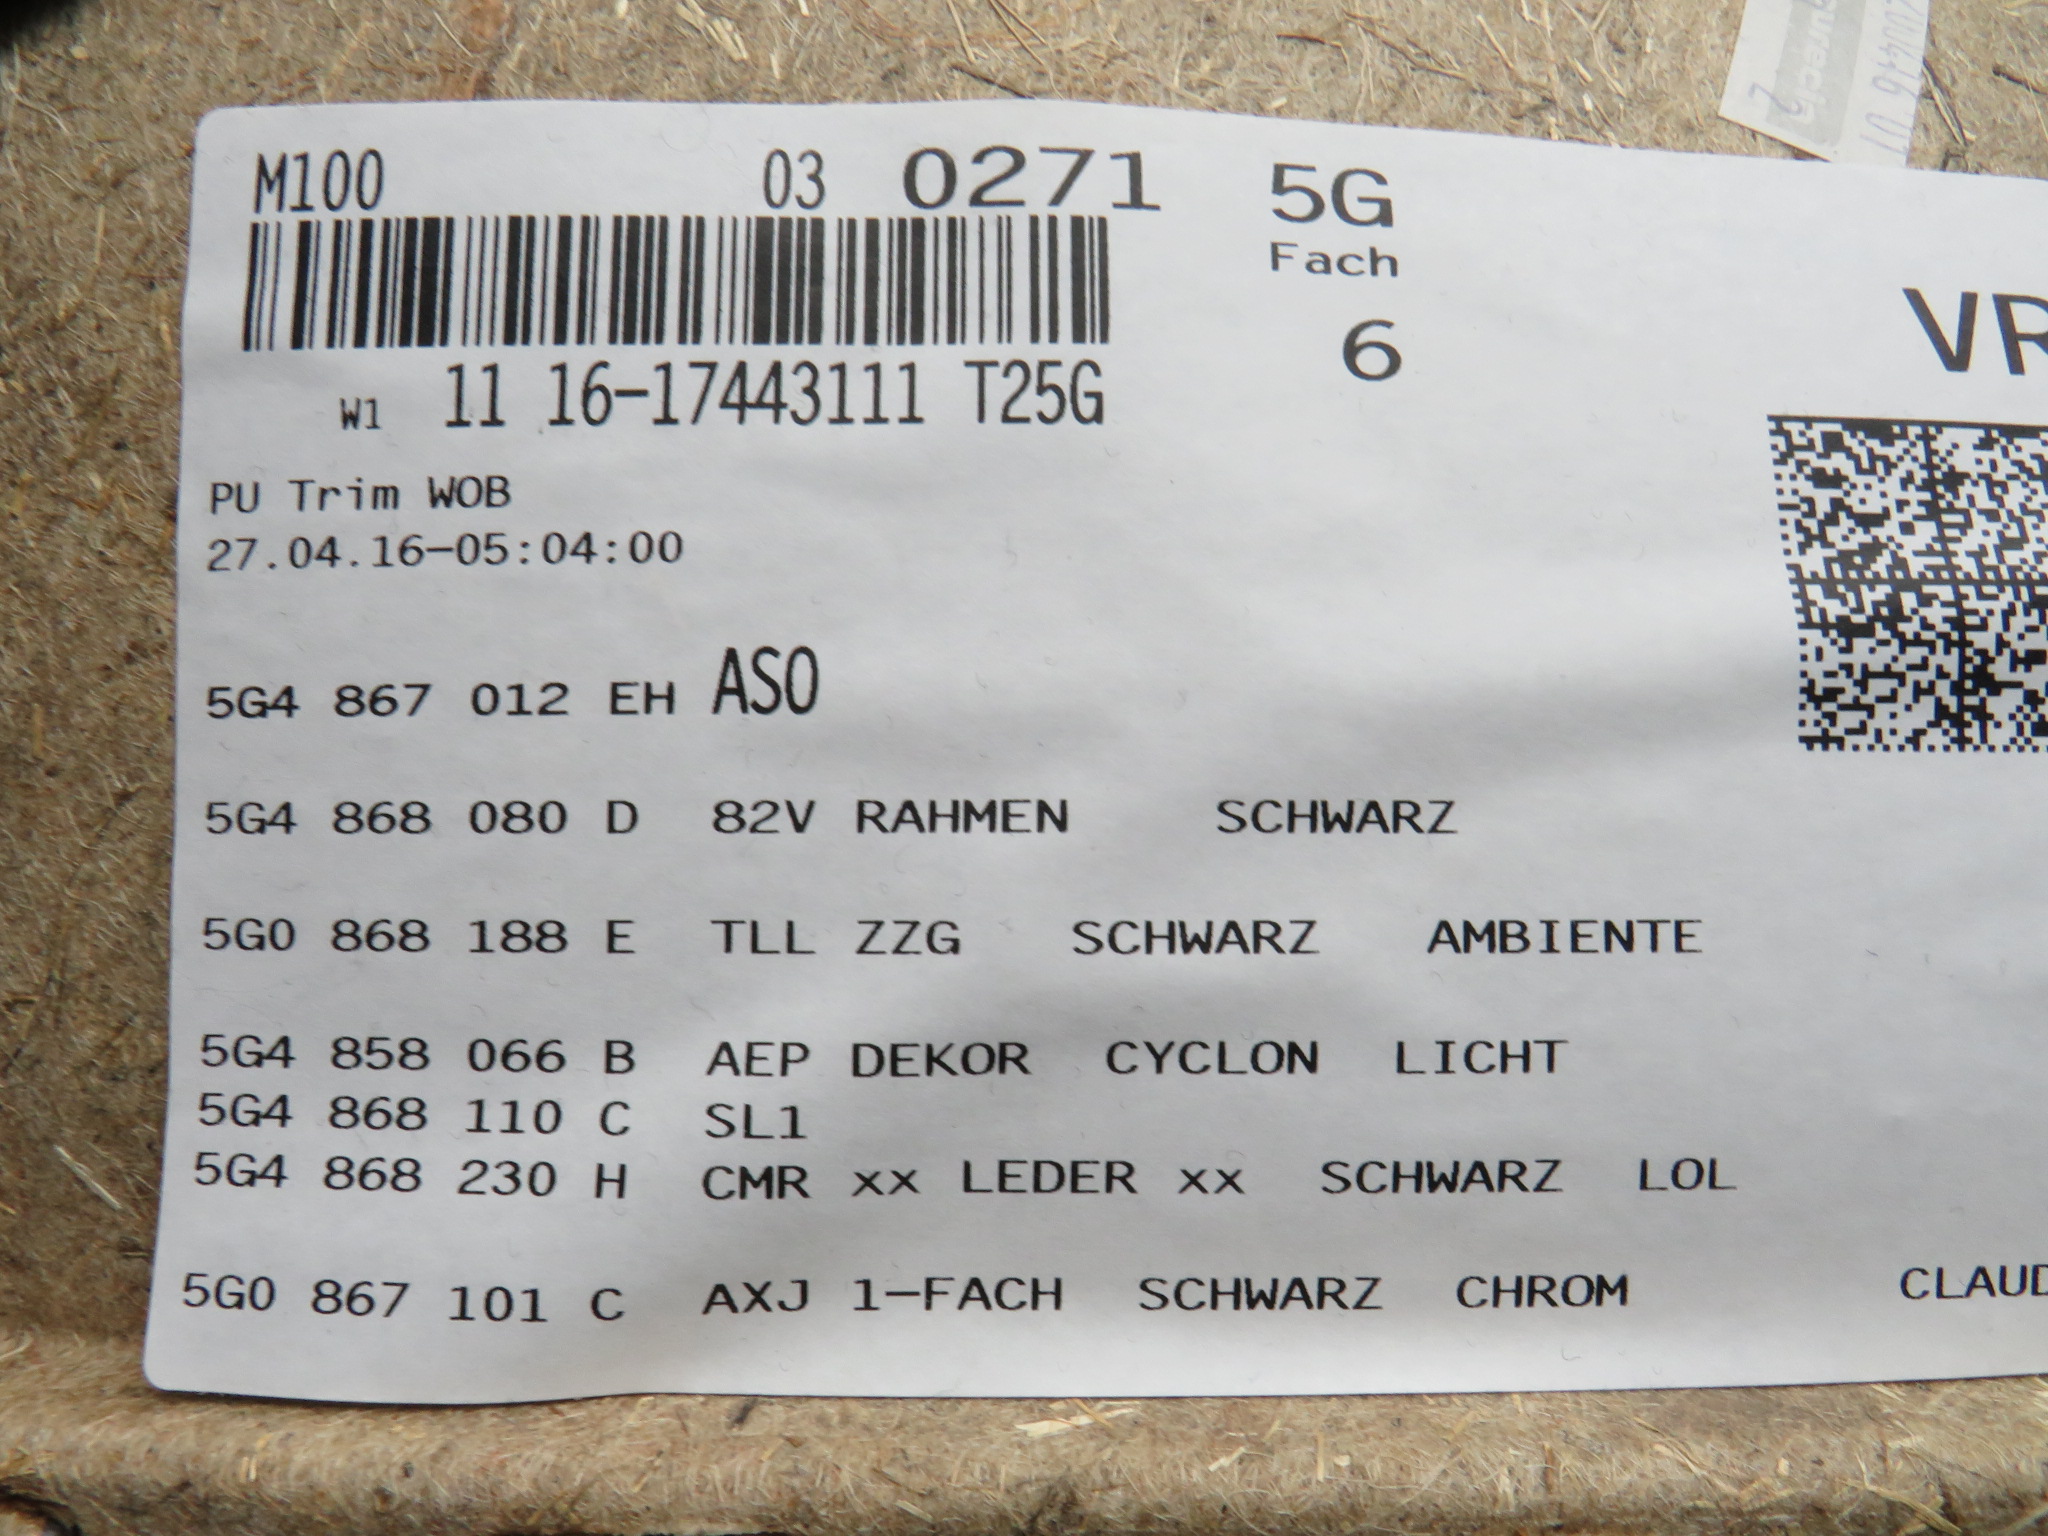 M100 03 0271 5G
Fach
VR
6
W1 11 16-17443111 T25G
PU Trim WOB
27.04.16-05:04:00
5G4 867 012 EH ASO
5G4 868 080 D 82V RAHMEN SCHWARZ
5G0 868 188 E TLL ZZG SCHWARZ AMBIENTE
5G4 858 066 B AEP DEKOR CYCLON LICHT
5G4 868 110 C SL1
5G4 868 230 H CMR xx LEDER xx SCHWARZ LOL
5G0 867 101 C AXJ 1-FACH SCHWARZ CHROM CLAUD